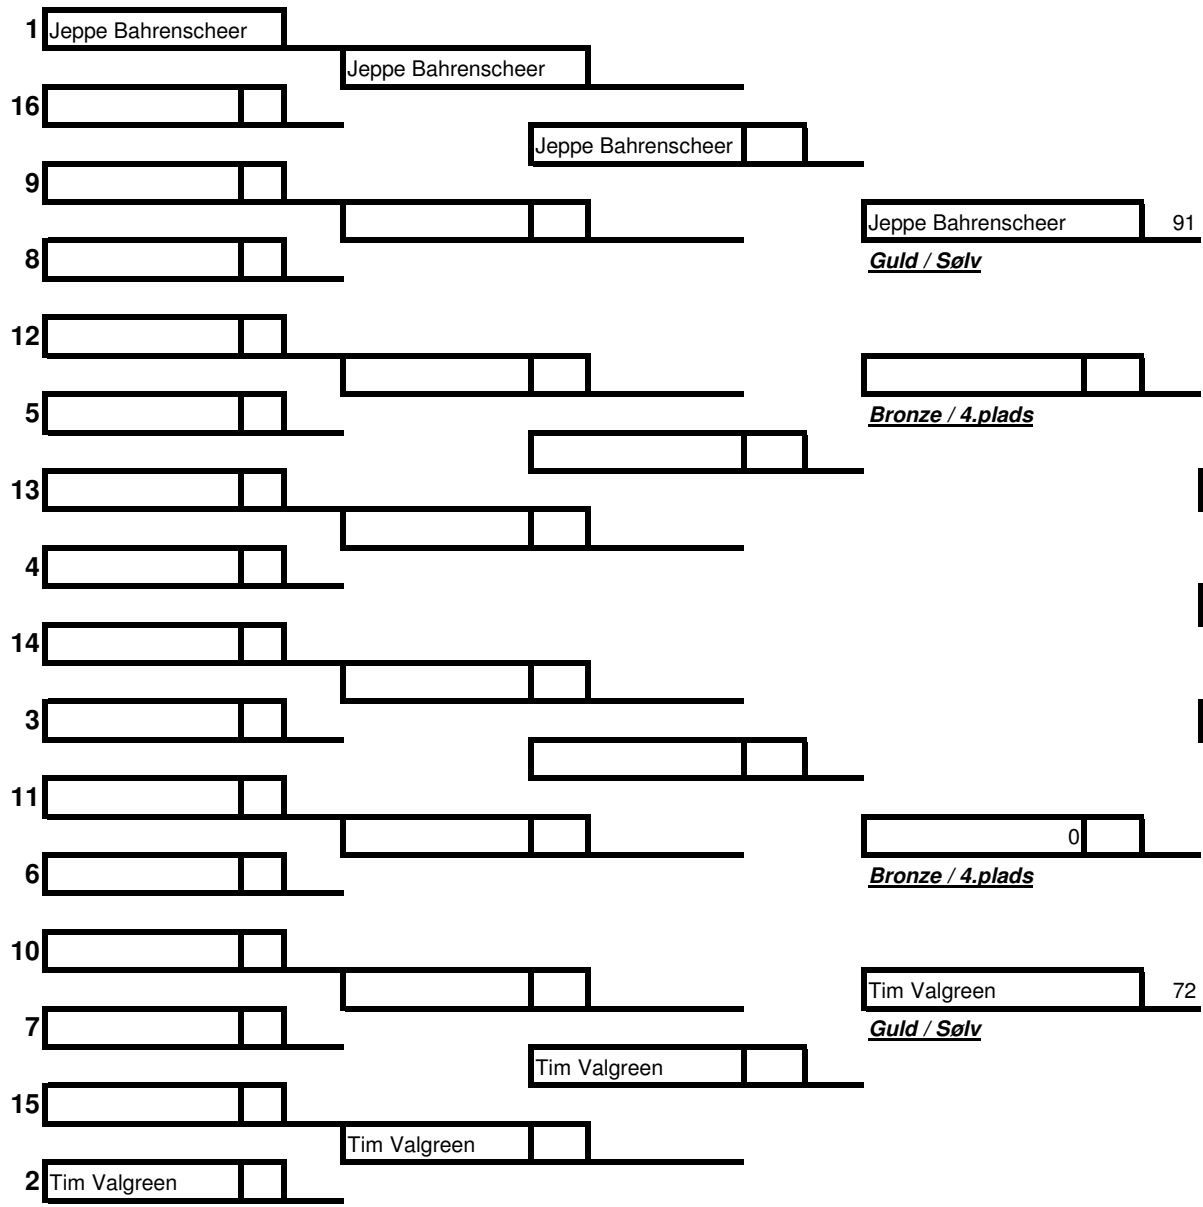 1 Jeppe Bahrenscheer
Jeppe Bahrenscheer
16
Jeppe Bahrenscheer
9
Jeppe Bahrenscheer 91
8 Guld / Sølv
12
5 Bronze / 4.plads
13
4
14
3
11
0
6 Bronze / 4.plads
10
Tim Valgreen 72
7 Guld / Sølv
Tim Valgreen
15
Tim Valgreen
2 Tim Valgreen